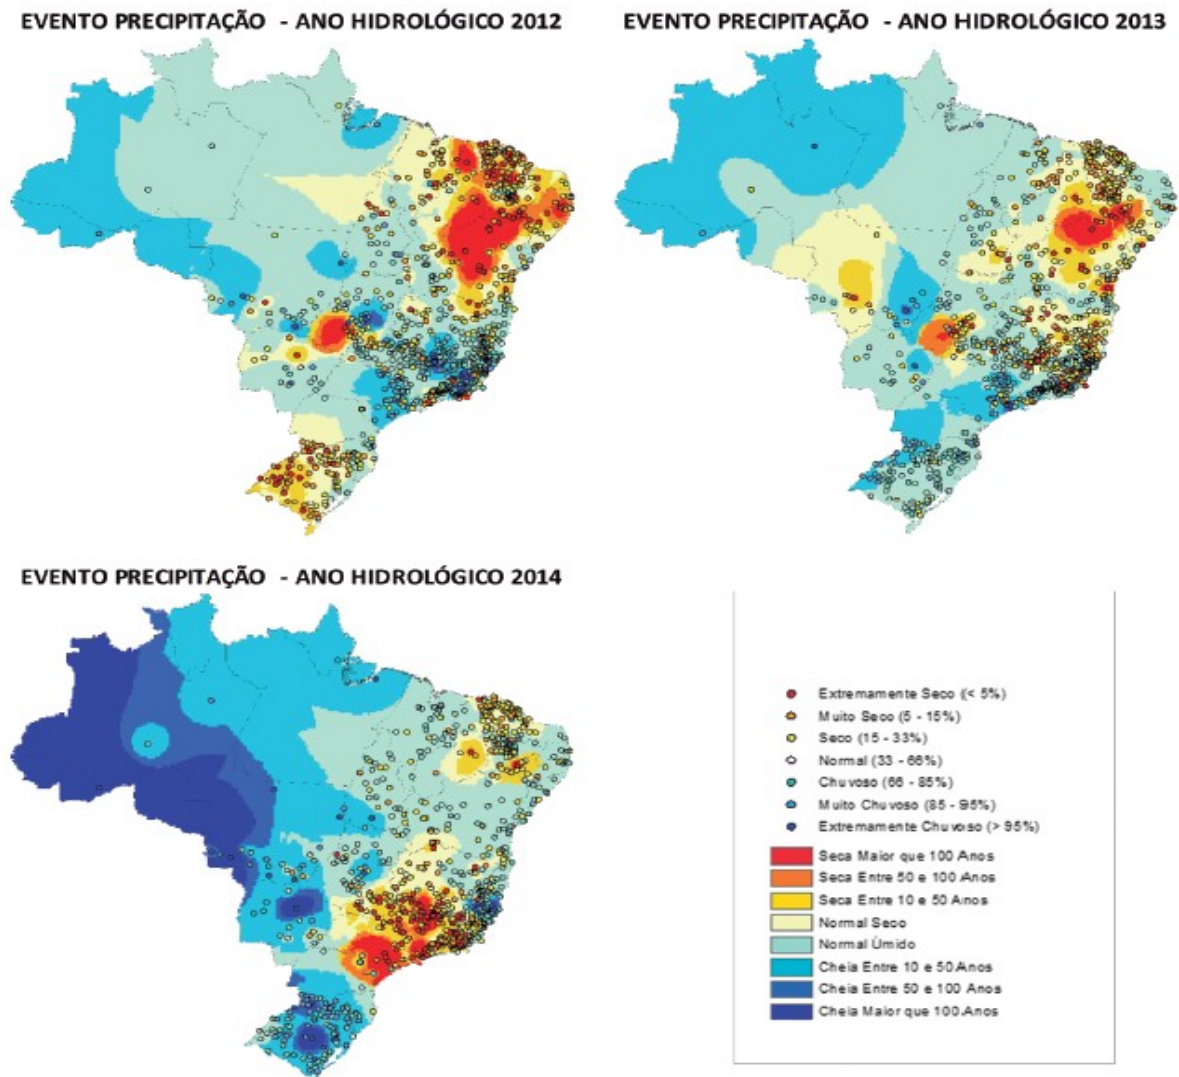 EVENTO PRECIPITAÇÃO - ANO HIDROLÓGICO 2012
EVENTO PRECIPITAÇÃO - ANO HIDROLÓGICO 2013
EVENTO PRECIPITAÇÃO - ANO HIDROLÓGICO 2014
Extremamente Seco (< 5%)
Muito Seco (5 - 15%)
Seco (15 - 33%)
Normal (33 - 66%)
Chuvoso (66 - 85%)
Muito Chuvoso (85 - 95%)
Extremamente Chuvoso (> 95%)
Seca Maior que 100 Anos
Seca Entre 50 e 100 Anos
Seca Entre 10 e 50 Anos
Normal Seco
Normal Úmido
Cheia Entre 10 e 50 Anos
Cheia Entre 50 e 100 Anos
Cheia Maior que 100 Anos